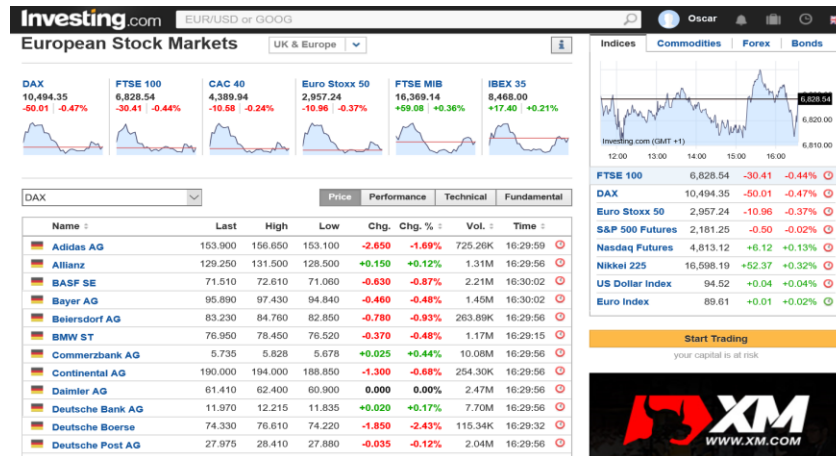 Investing.com EUR/USD or GOOG Oscar
European Stock Markets UK & Europe i
DAX FTSE 100 CAC 40 Euro Stoxx 50 FTSE MIB IBEX 35
10,494.35 6,828.54 4,389.94 2,957.24 16,369.14 8,468.00
-50.01 -0.47% -30.41 -0.44% -10.58 -0.24% -10.96 -0.37% +59.08 +0.36% +17.40 +0.21%
DAX Price Performance Technical Fundamental
Name Last High Low Chg. Chg. % Vol. Time
Adidas AG 153.900 156.650 153.100 -2.650 -1.69% 725.26K 16:29:59
Allianz 129.250 131.500 128.500 +0.150 +0.12% 1.31M 16:29:56
BASF SE 71.510 72.610 71.060 -0.630 -0.87% 2.21M 16:30:02
Bayer AG 95.890 97.430 94.840 -0.460 -0.48% 1.45M 16:30:02
Beiersdorf AG 83.230 84.760 82.850 -0.780 -0.93% 263.89K 16:29:56
BMW ST 76.950 78.450 76.520 -0.370 -0.48% 1.17M 16:29:15
Commerzbank AG 5.735 5.828 5.678 +0.025 +0.44% 10.08M 16:29:56
Continental AG 190.000 194.000 188.850 -1.300 -0.68% 254.30K 16:29:56
Daimler AG 61.410 62.400 60.900 0.000 0.00% 2.47M 16:29:56
Deutsche Bank AG 11.970 12.215 11.835 +0.020 +0.17% 7.70M 16:29:56
Deutsche Boerse 74.330 76.610 74.220 -1.850 -2.43% 115.34K 16:29:32
Deutsche Post AG 27.975 28.410 27.880 -0.035 -0.12% 2.04M 16:29:56
Indices Commodities Forex Bonds
6,828.54
6,820.00
6,810.00
Investing.com (GMT +1)
12:00 13:00 14:00 15:00 16:00
FTSE 100 6,828.54 -30.41 -0.44%
DAX 10,494.35 -50.01 -0.47%
Euro Stoxx 50 2,957.24 -10.96 -0.37%
S&P 500 Futures 2,181.25 -0.50 -0.02%
Nasdaq Futures 4,813.12 +6.12 +0.13%
Nikkei 225 16,598.19 +52.37 +0.32%
US Dollar Index 94.52 +0.04 +0.04%
Euro Index 89.61 +0.01 +0.02%
Start Trading
your capital is at risk
XM
WWW.XM.COM